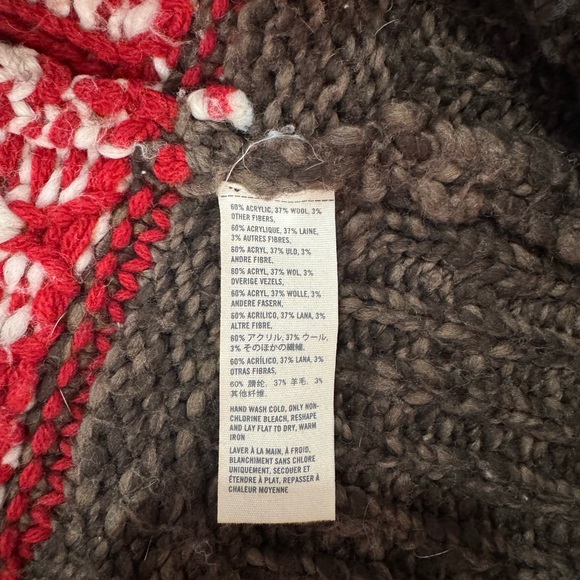 60% ACRYLIC, 37% WOOL, 3%
OTHER FIBERS,
60% ACRYLIQUE, 37% LAINE,
3% AUTRES FIBRES,
60% ACRYL, 37% ULD, 3%
ANDRE FIBRE.
60% ACRYL, 37% WOL, 3%
OVERIGE VEZELS,
60% ACRYL, 37% WOLLE, 3%
ANDERE FASERN,
60% ACRILICO, 37% LANA, 3%
ALTRE FIBRE.
60% アクリル, 37% ウール,
3% そのほかの繊維.
60% ACRÍLICO, 37% LANA, 3%
OTRAS FIBRAS,
60% 腈纶, 37% 羊毛, 3%
其他纤维.
HAND WASH COLD, ONLY NON-
CHLORINE BLEACH, RESHAPE
AND LAY FLAT TO DRY, WARM
IRON
LAVER À LA MAIN, À FROID,
BLANCHIMENT SANS CHLORE
UNIQUEMENT, SECOUER ET
ÉTENDRE À PLAT, REPASSER À
CHALEUR MOYENNE